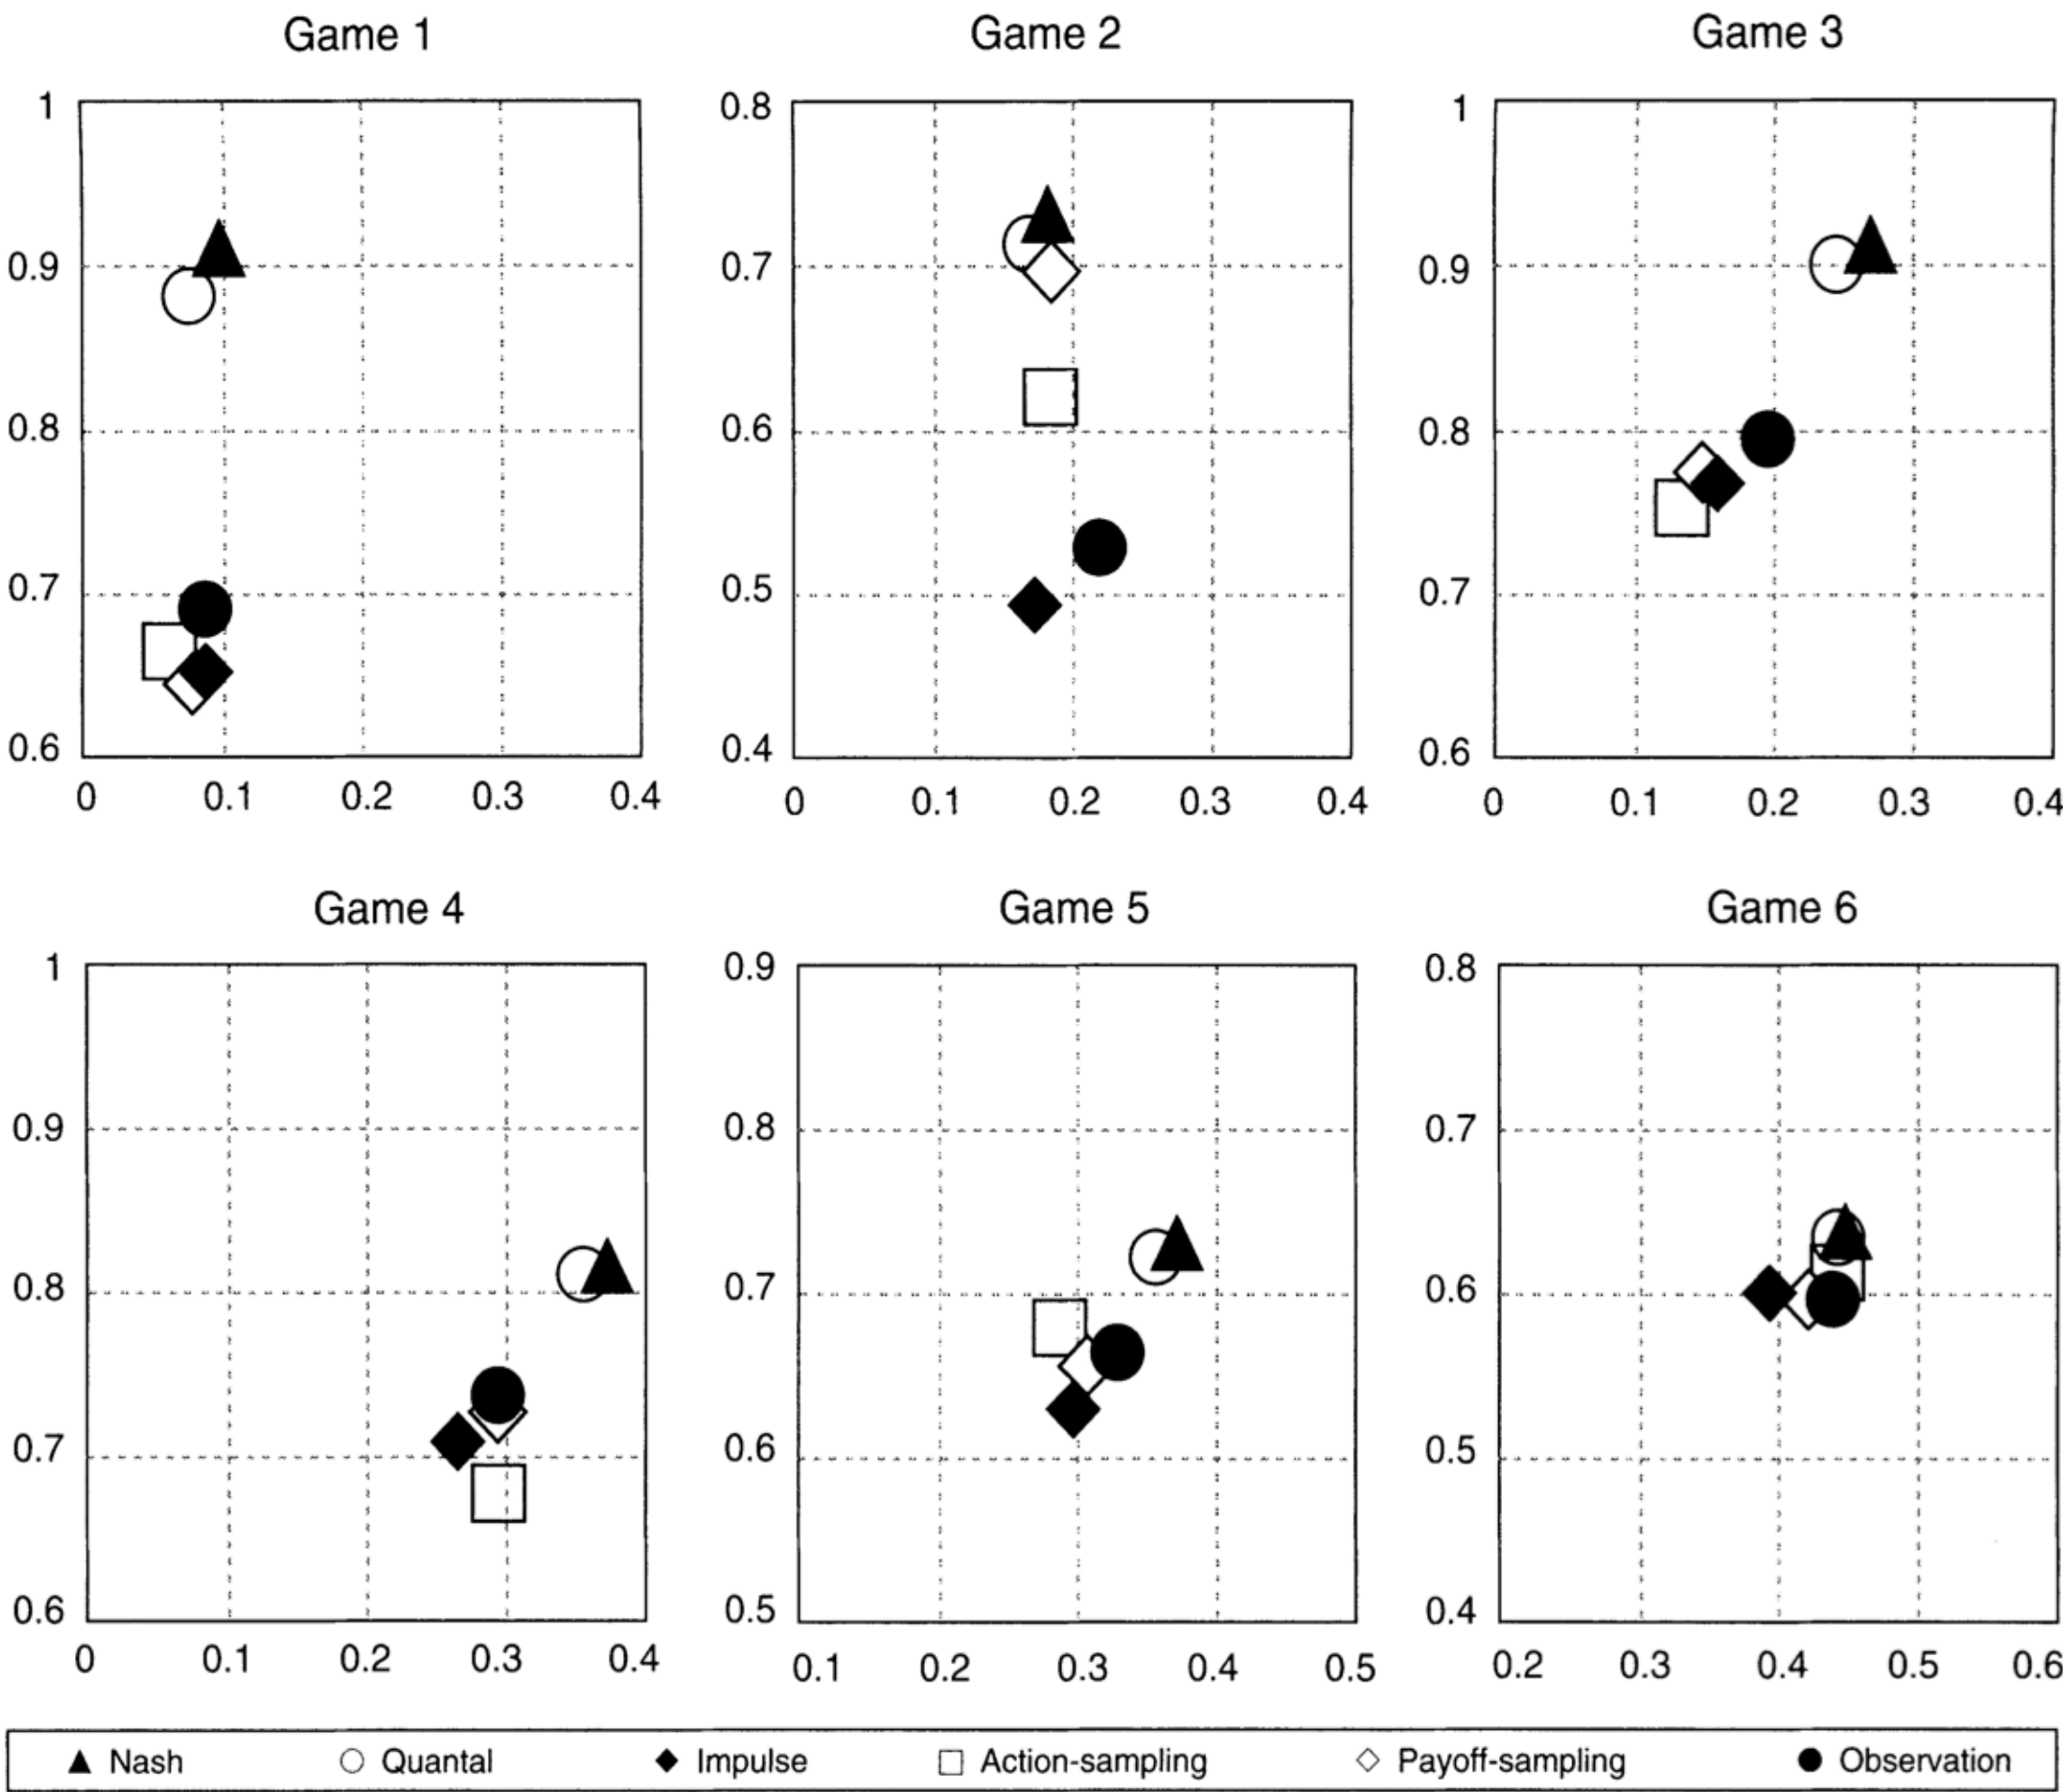 Game 1 Game 2 Game 3
1 0.8 1
0.9 0.7 0.9
0.8 0.6 0.8
0.7 0.5 0.7
0.6 0.4 0.6
0 0.1 0.2 0.3 0.4 0 0.1 0.2 0.3 0.4 0 0.1 0.2 0.3 0.4
Game 4 Game 5 Game 6
1 0.9 0.8
0.9 0.8 0.7
0.8 0.7 0.6
0.7 0.6 0.5
0.6 0.5 0.4
0 0.1 0.2 0.3 0.4 0.1 0.2 0.3 0.4 0.5 0.2 0.3 0.4 0.5 0.6
Nash Quantal Impulse Action-sampling Payoff-sampling Observation